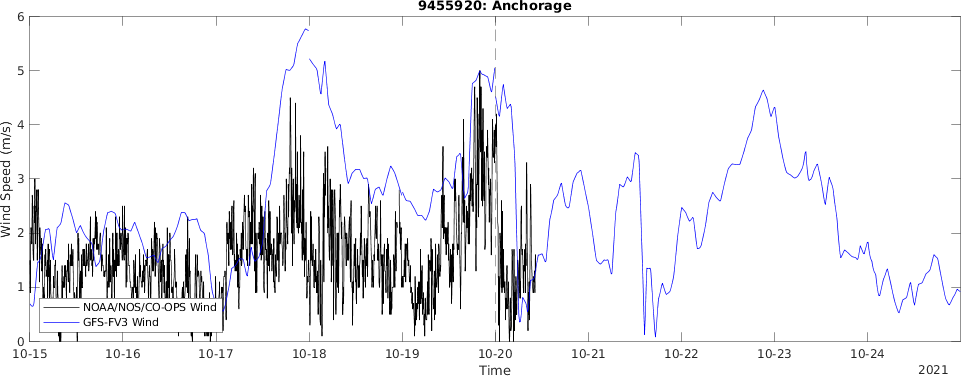 9455920: Anchorage
6
5
4
3
2
1
0
Wind Speed (m/s)
NOAA/NOS/CO-OPS Wind
GFS-FV3 Wind
10-15 10-16 10-17 10-18 10-19 10-20 10-21 10-22 10-23 10-24
Time
2021